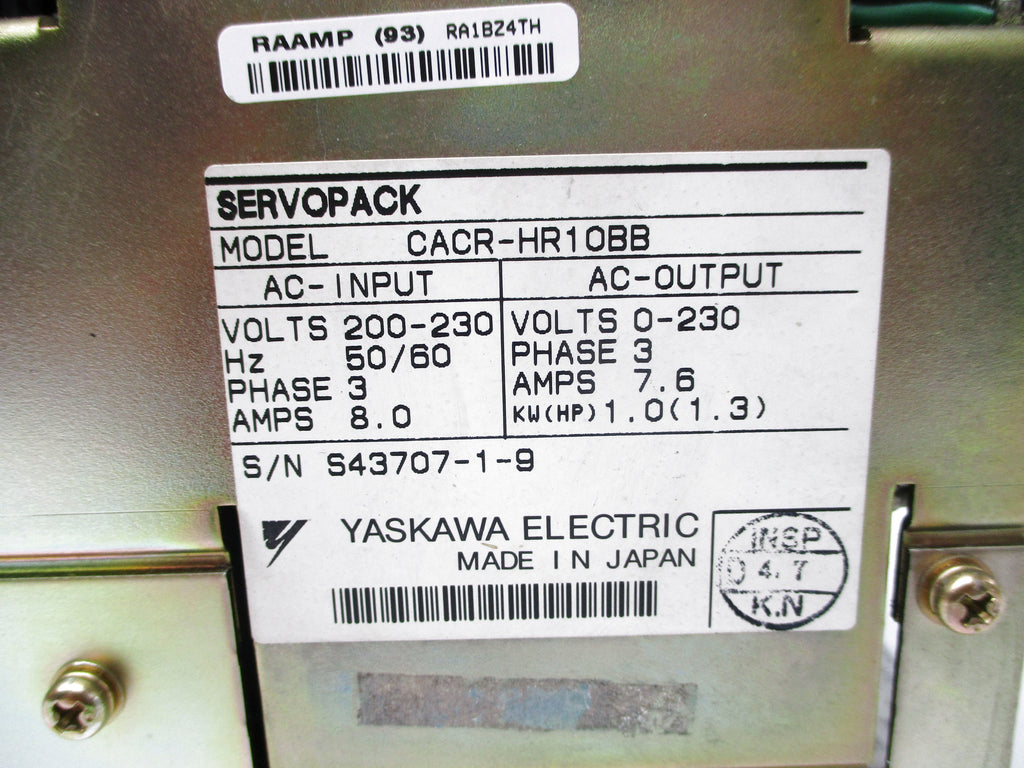 RAAMP (93) RA1BZ4TH
SERVOPACK
MODEL CACR-HR10BB
AC-INPUT
VOLTS 200-230
Hz 50/60
PHASE 3
AMPS 8.0
AC-OUTPUT
VOLTS 0-230
PHASE 3
AMPS 7.6
KW(HP) 1.0(1.3)
S/N S43707-1-9
YASKAWA ELECTRIC
MADE IN JAPAN
INSP
4.7
K.N